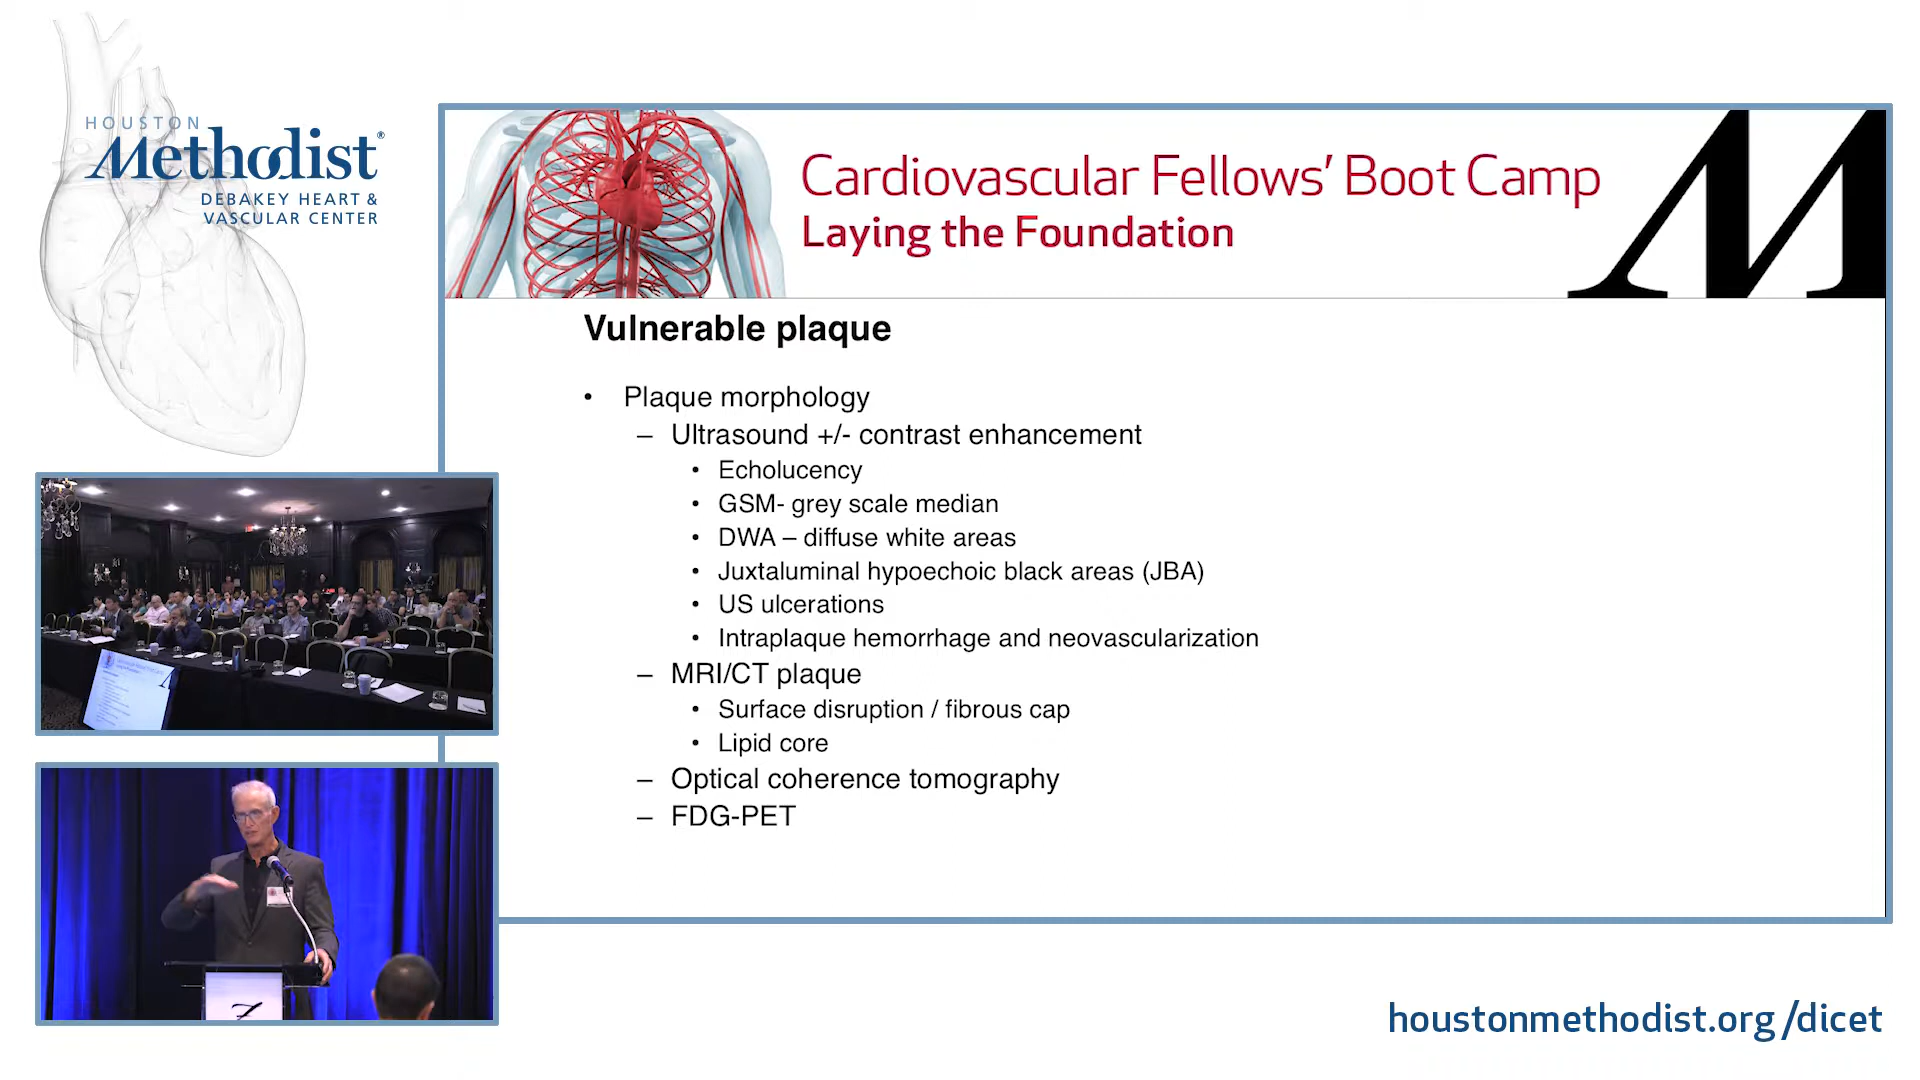 HOUSTON
Methodist®
DEBAKEY HEART &
VASCULAR CENTER
Cardiovascular Fellows’ Boot Camp
Laying the Foundation
M
Vulnerable plaque
• Plaque morphology
– Ultrasound +/- contrast enhancement
• Echolucency
• GSM- grey scale median
• DWA – diffuse white areas
• Juxtaluminal hypoechoic black areas (JBA)
• US ulcerations
• Intraplaque hemorrhage and neovascularization
– MRI/CT plaque
• Surface disruption / fibrous cap
• Lipid core
– Optical coherence tomography
– FDG-PET
houstonmethodist.org/dicet